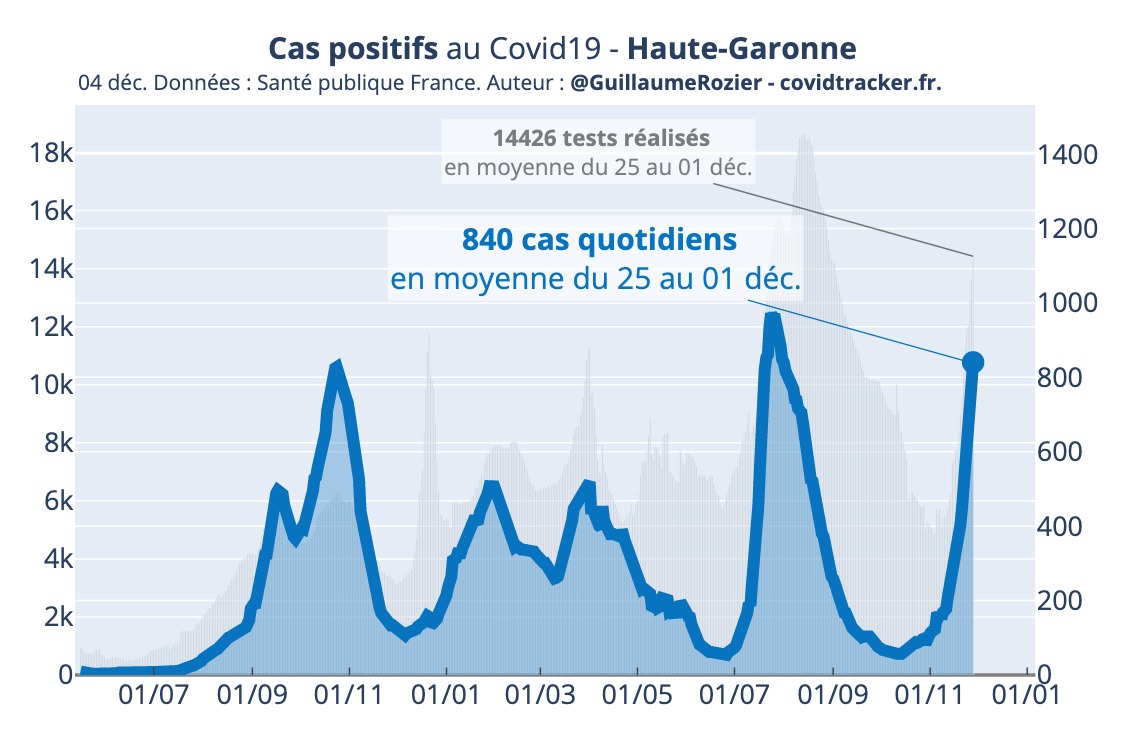 Cas positifs au Covid19 - Haute-Garonne
04 déc. Données : Santé publique France. Auteur : @GuillaumeRozier - covidtracker.fr.
14426 tests réalisés
en moyenne du 25 au 01 déc.
840 cas quotidiens
en moyenne du 25 au 01 déc.
18k
16k
14k
12k
10k
8k
6k
4k
2k
0
1400
1200
1000
800
600
400
200
0
01/07 01/09 01/11 01/01 01/03 01/05 01/07 01/09 01/11 01/01